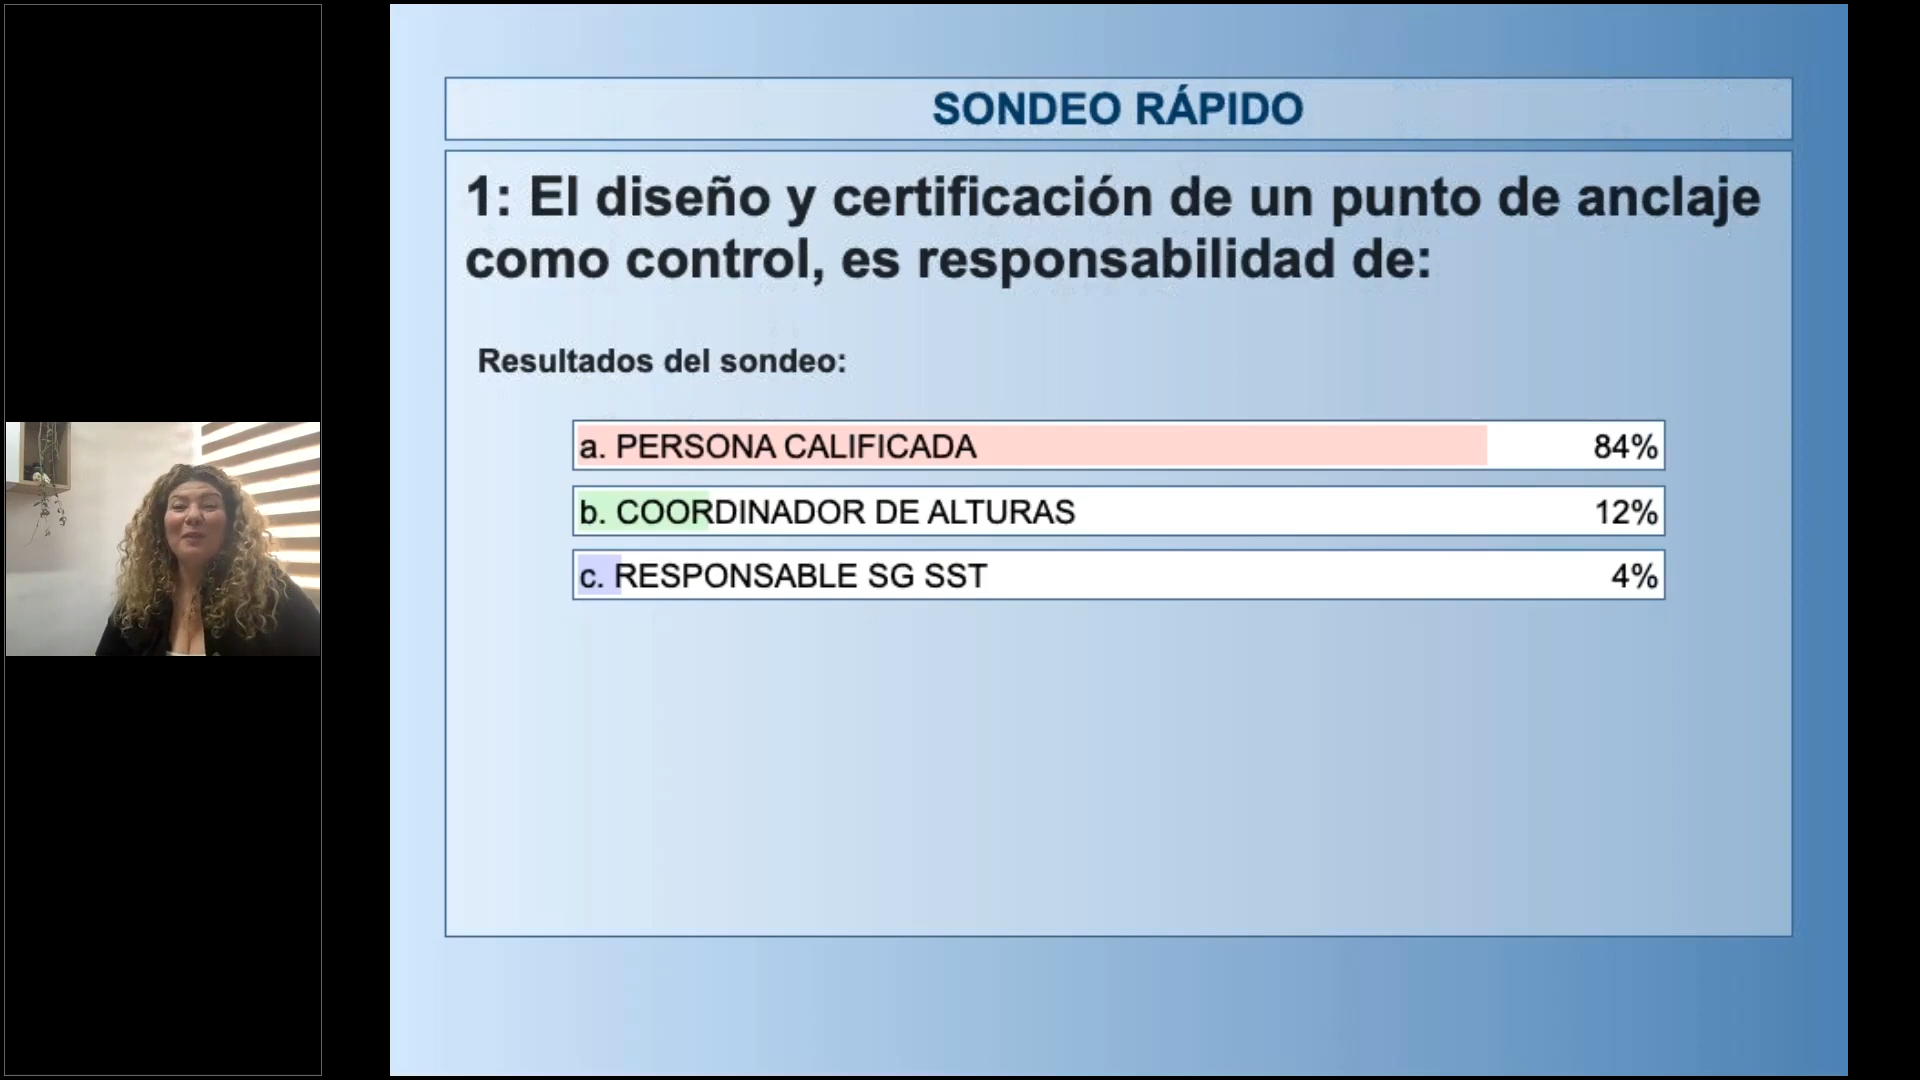 SONDEO RÁPIDO
1: El diseño y certificación de un punto de anclaje
como control, es responsabilidad de:
Resultados del sondeo:
a. PERSONA CALIFICADA 84%
b. COORDINADOR DE ALTURAS 12%
c. RESPONSABLE SG SST 4%